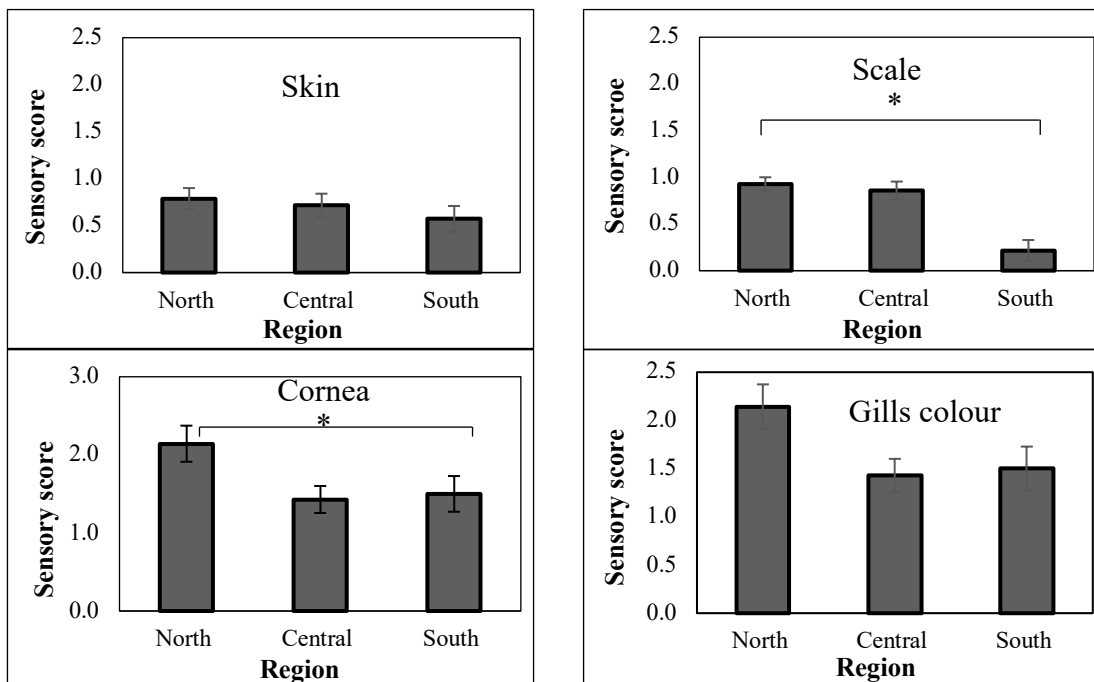 Skin
Sensory score
2.5
2.0
1.5
1.0
0.5
0.0
North Central South
Region
Scale
*
Sensory scroe
2.5
2.0
1.5
1.0
0.5
0.0
North Central South
Region
Cornea
*
Sensory score
3.0
2.0
1.0
0.0
North Central South
Region
Gills colour
Sensory score
2.5
2.0
1.5
1.0
0.5
0.0
North Central South
Region